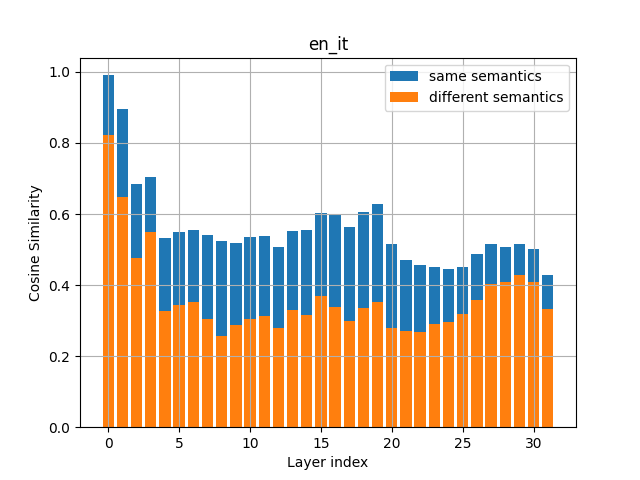 en_it
same semantics
different semantics
Cosine Similarity
1.0
0.8
0.6
0.4
0.2
0.0
0 5 10 15 20 25 30
Layer index